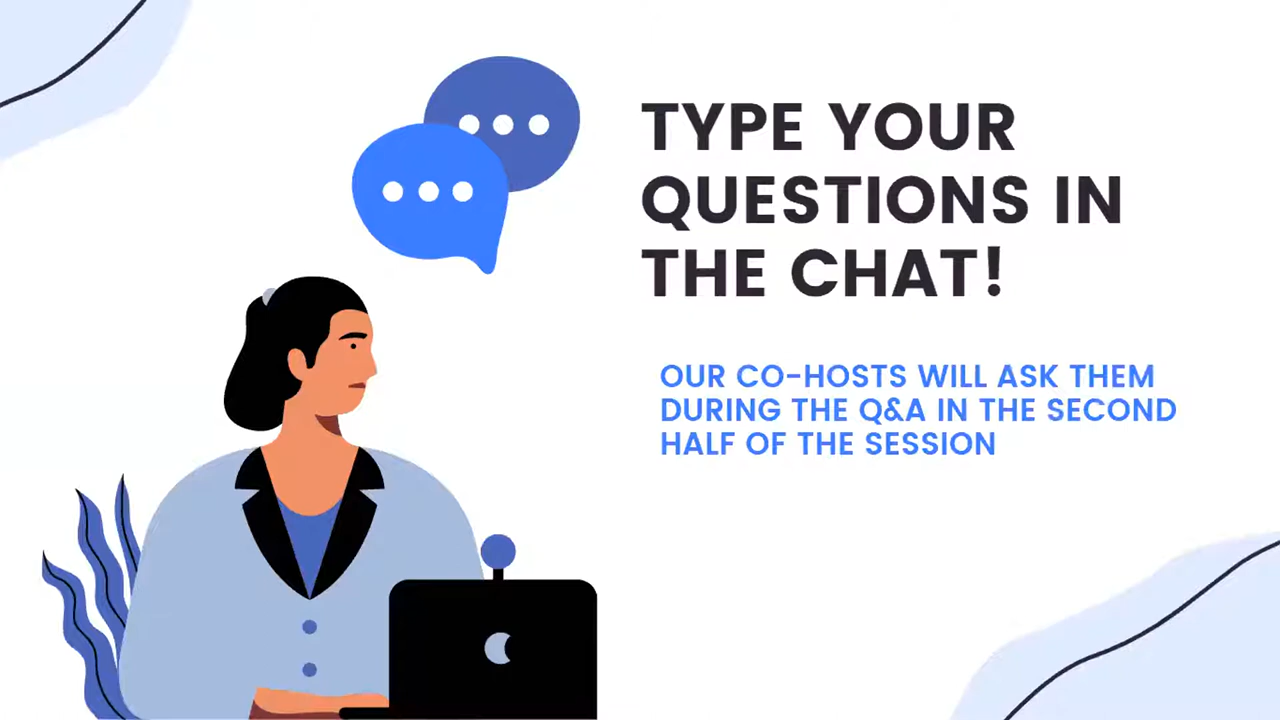 TYPE YOUR
QUESTIONS IN
THE CHAT!
OUR CO-HOSTS WILL ASK THEM
DURING THE Q&A IN THE SECOND
HALF OF THE SESSION